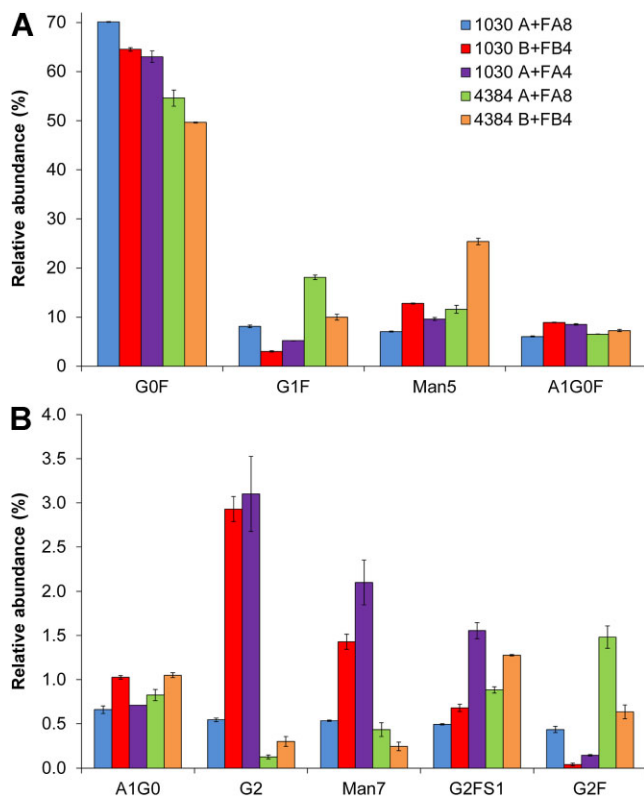 A
70
60
50
40
30
20
10
0
Relative abundance (%)
1030 A+FA8
1030 B+FB4
1030 A+FA4
4384 A+FA8
4384 B+FB4
G0F G1F Man5 A1G0F
B
4.0
3.5
3.0
2.5
2.0
1.5
1.0
0.5
0.0
Relative abundance (%)
A1G0 G2 Man7 G2FS1 G2F